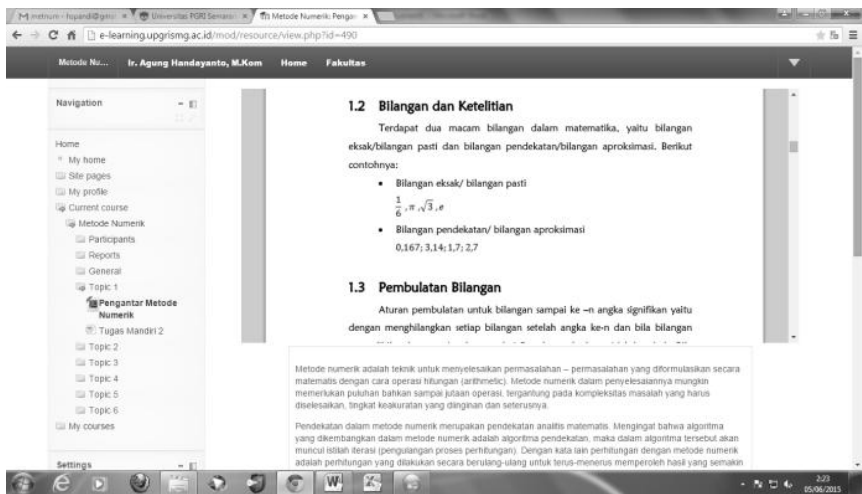 Metode Numerik: Pengan
e-learning.upgrismg.ac.id/mod/resource/view.php?id=490
Metode Nu... Ir. Agung Handayanto, M.Kom Home Fakultas
Navigation
Home
My home
Site pages
My profile
Current course
Metode Numerik
Participants
Reports
General
Topic 1
Pengantar Metode
Numerik
Tugas Mandiri 2
Topic 2
Topic 3
Topic 4
Topic 5
Topic 6
My courses
Settings
1.2 Bilangan dan Ketelitian
Terdapat dua macam bilangan dalam matematika, yaitu bilangan
eksak/bilangan pasti dan bilangan pendekatan/bilangan aproksimasi. Berikut
contohnya:
• Bilangan eksak/ bilangan pasti
1/6 , π , √3 , e
• Bilangan pendekatan/ bilangan aproksimasi
0,167; 3,14; 1,7; 2,7
1.3 Pembulatan Bilangan
Aturan pembulatan untuk bilangan sampai ke –n angka signifikan yaitu
dengan menghilangkan setiap bilangan setelah angka ke-n dan bila bilangan
Metode numerik adalah teknik untuk menyelesaikan permasalahan – permasalahan yang diformulasikan secara
matematis dengan cara operasi hitungan (arithmetic). Metode numerik dalam penyelesaiannya mungkin
memerlukan puluhan bahkan sampai jutaan operasi, tergantung pada kompleksitas masalah yang harus
diselesaikan, tingkat keakuratan yang diinginan dan seterusnya.
Pendekatan dalam metode numerik merupakan pendekatan analitis matematis. Mengingat bahwa algoritma
yang dikembangkan dalam metode numerik adalah algoritma pendekatan, maka dalam algoritma tersebut akan
muncul istilah iterasi (pengulangan proses perhitungan). Dengan kata lain perhitungan dengan metode numerik
adalah perhitungan yang dilakukan secara berulang-ulang untuk terus-menerus memperoleh hasil yang semakin
2:23
05/06/2015